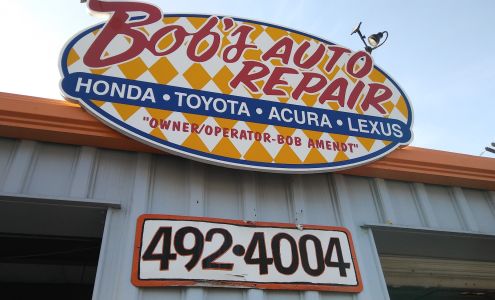 Bob's AUTO
REPAIR
HONDA • TOYOTA • ACURA • LEXUS
"OWNER/OPERATOR-BOB AMENDT"
492•4004